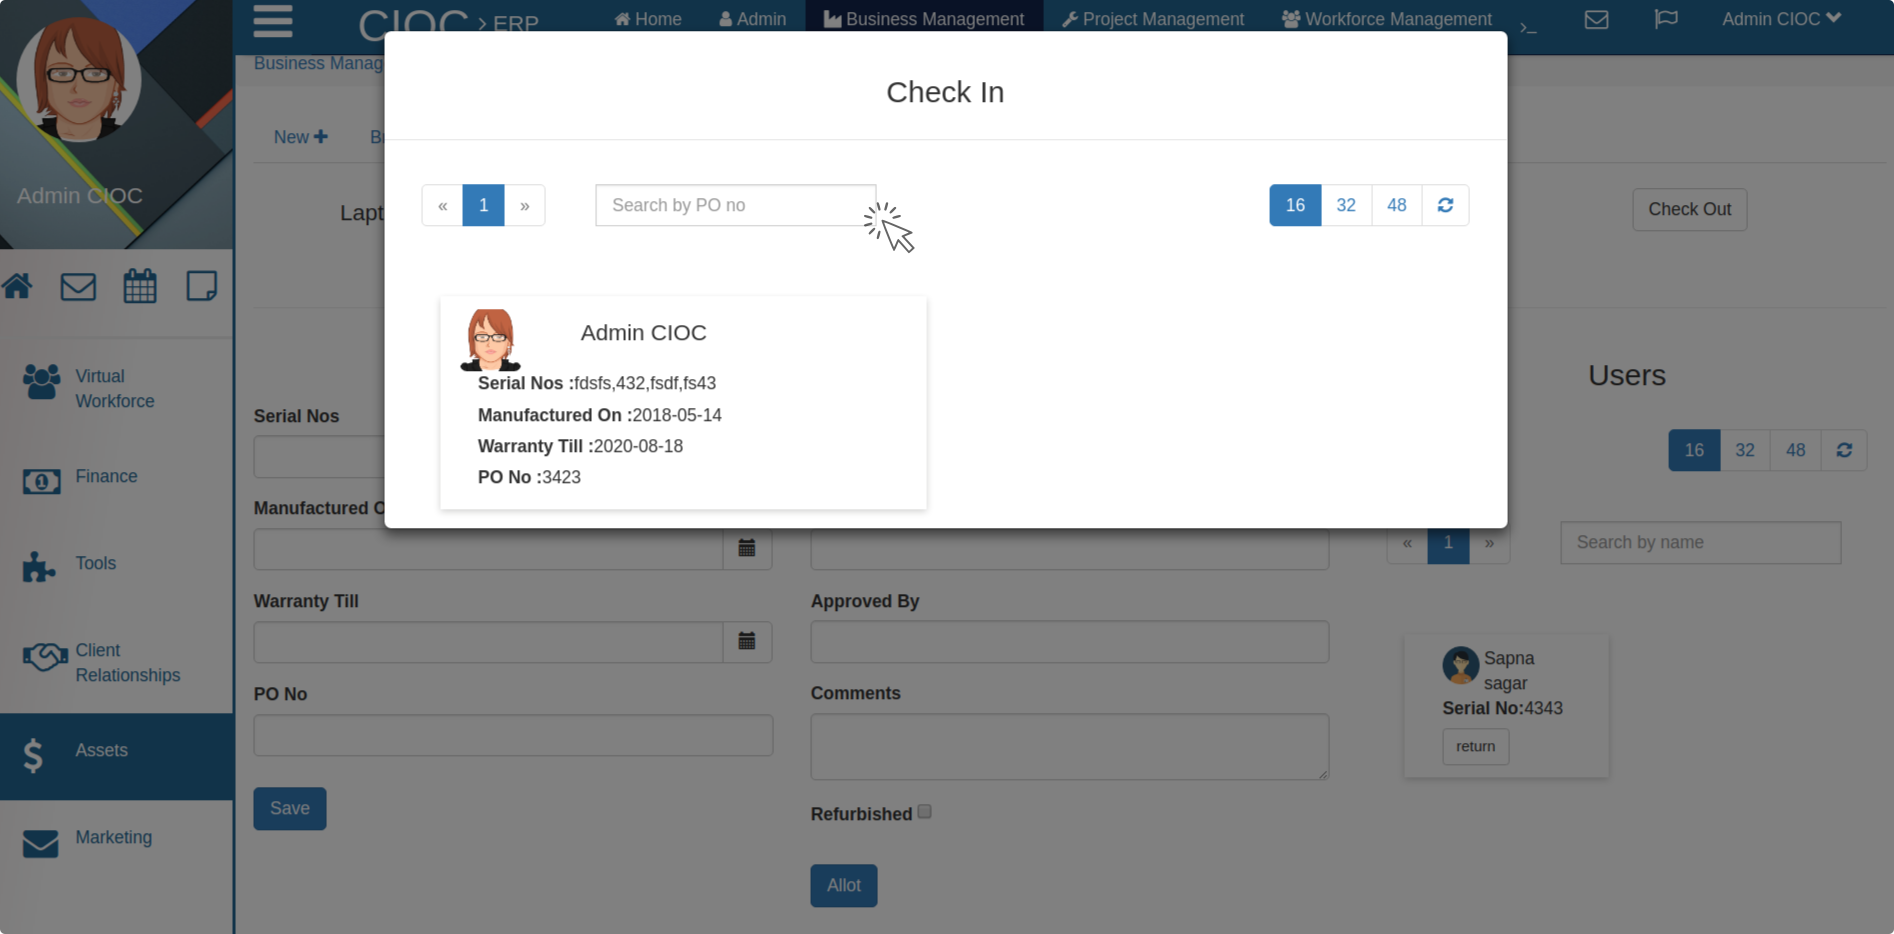 CIOC > ERP
Home
Admin
Business Management
Project Management
Workforce Management
>_
Admin CIOC
Business Manag
Admin CIOC
New
Check In
« 1 »
Search by PO no
16 32 48
Check Out
Admin CIOC
Serial Nos :fdsfs,432,fsdf,fs43
Manufactured On :2018-05-14
Warranty Till :2020-08-18
PO No :3423
Virtual
Workforce
Finance
Tools
Client
Relationships
Assets
Marketing
Serial Nos
Manufactured
Warranty Till
PO No
Save
Approved By
Comments
Refurbished
Allot
Users
16 32 48
« 1 »
Search by name
Sapna
sagar
Serial No:4343
return